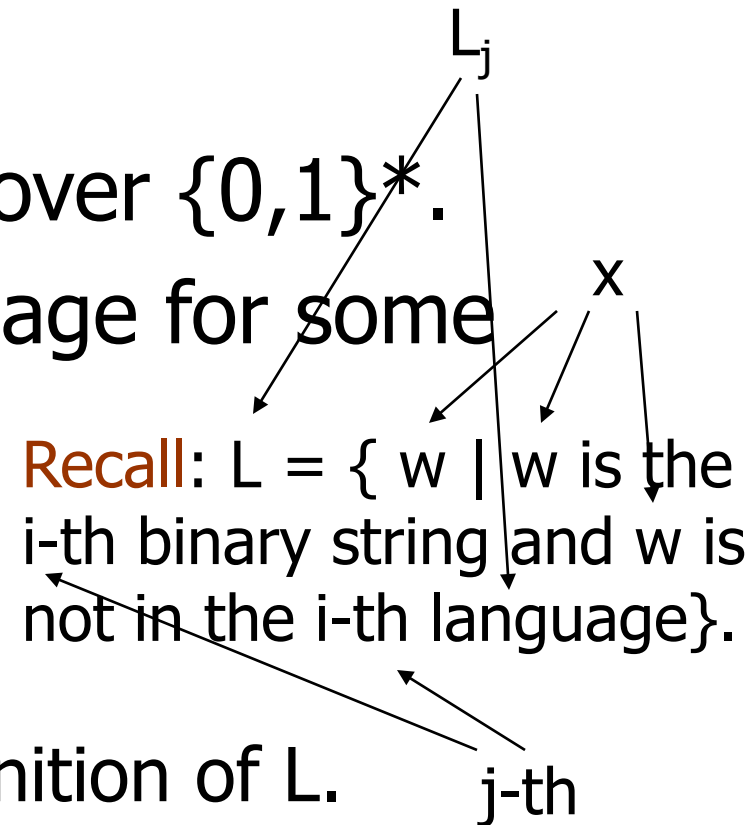 Lj
over {0,1}*.
x
age for some
Recall: L = { w | w is the
i-th binary string and w is
not in the i-th language}.
nition of L.
j-th